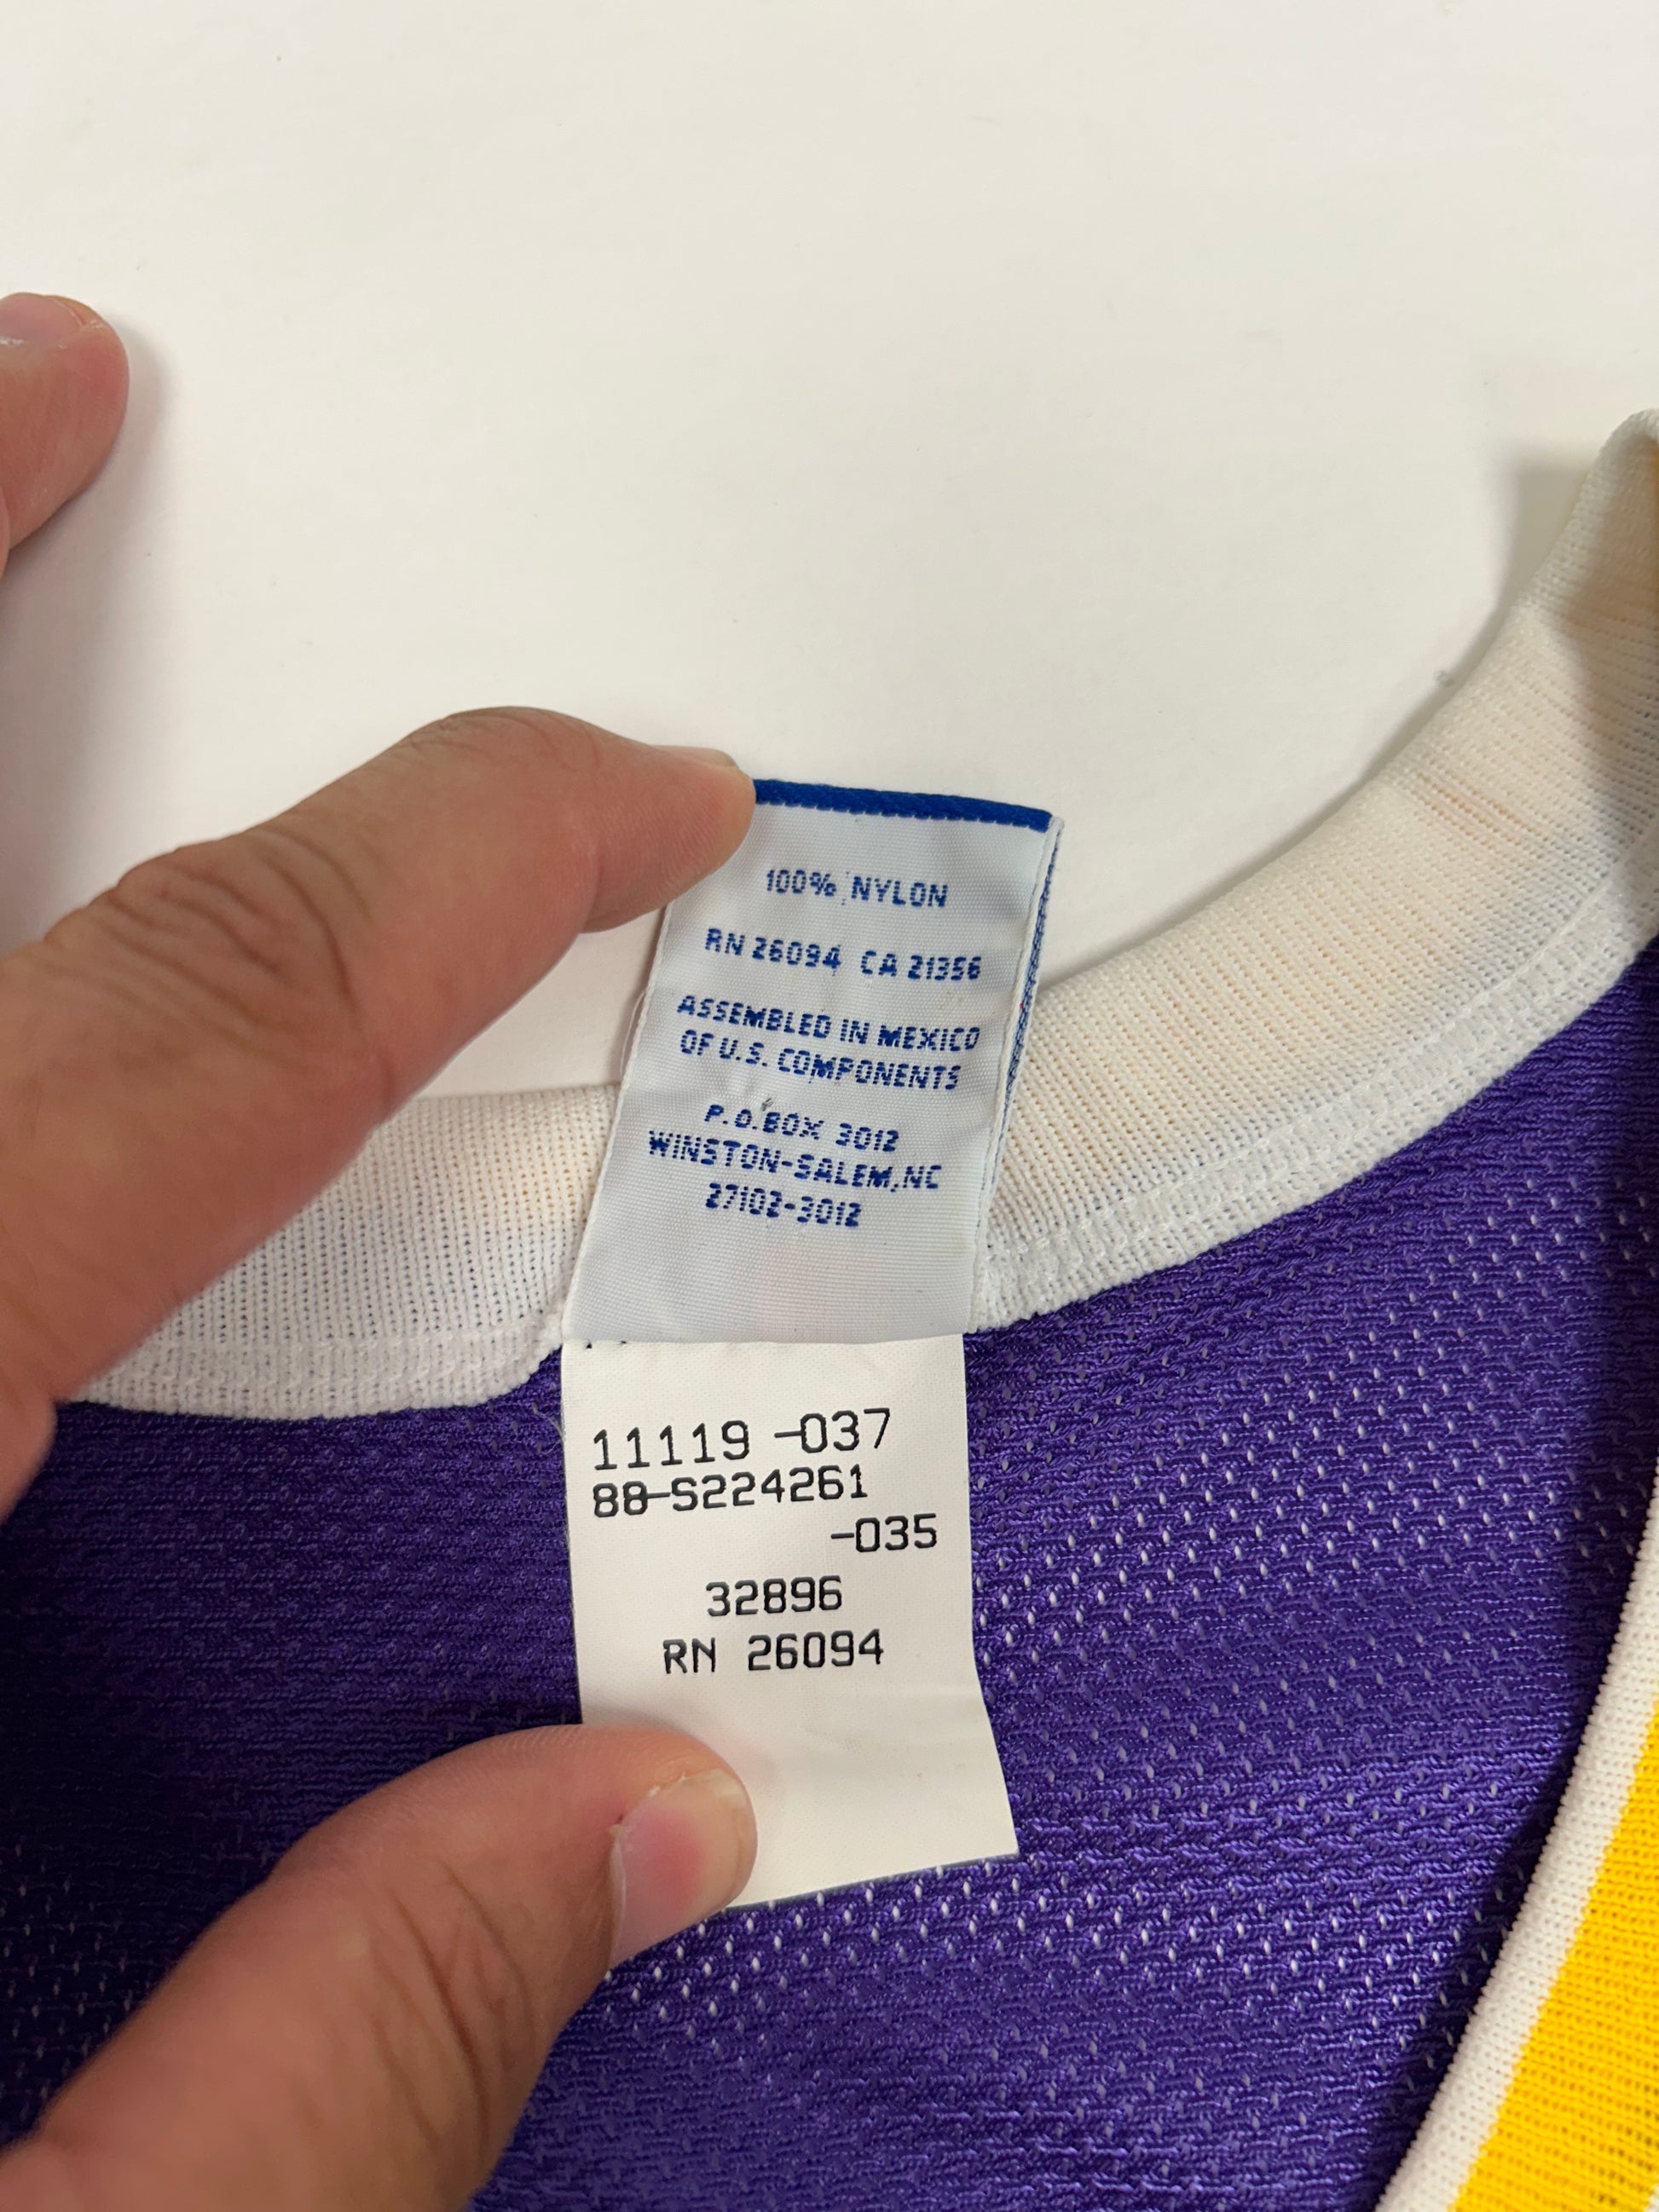 100% NYLON
RN 26094 CA 21356
ASSEMBLED IN MEXICO
OF U.S. COMPONENTS
P.O.BOX 3012
WINSTON-SALEM, NC
27102-3012
11119 -037
88-S224261
-035
32896
RN 26094